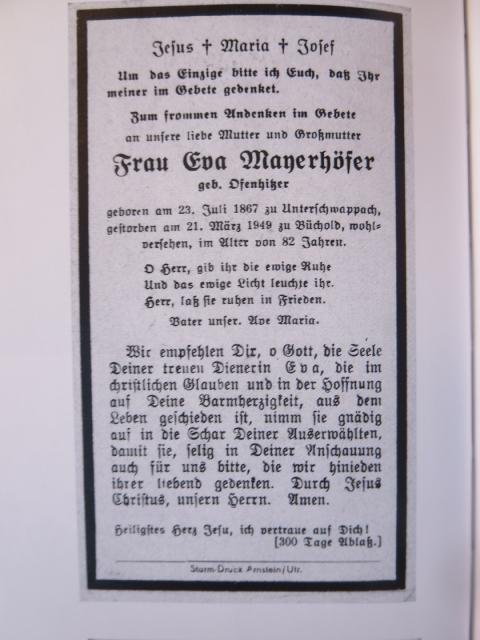 Jesus † Maria † Josef
Um das Einzige bitte ich Euch, daß Ihr
meiner im Gebete gedenket.
Zum frommen Andenken im Gebete
an unsere liebe Mutter und Großmutter
Frau Eva Mayerhöfer
geb. Ofenhitzer
geboren am 23. Juli 1867 zu Unterschwappach,
gestorben am 21. März 1949 zu Büchold, wohl-
versehen, im Alter von 82 Jahren.
O Herr, gib ihr die ewige Ruhe
Und das ewige Licht leuchte ihr.
Herr, laß sie ruhen in Frieden.
Vater unser. Ave Maria.
Wir empfehlen Dir, o Gott, die Seele
Deiner treuen Dienerin Eva, die im
christlichen Glauben und in der Hoffnung
auf Deine Barmherzigkeit, aus dem
Leben geschieden ist, nimm sie gnädig
auf in die Schar Deiner Auserwählten,
damit sie, selig in Deiner Anschauung
auch für uns bitte, die wir hinieden
ihrer liebend gedenken. Durch Jesus
Christus, unsern Herrn. Amen.
Heiligstes Herz Jesu, ich vertraue auf Dich!
[300 Tage Ablaß.]
Sturm-Druck Arnstein/Ufr.